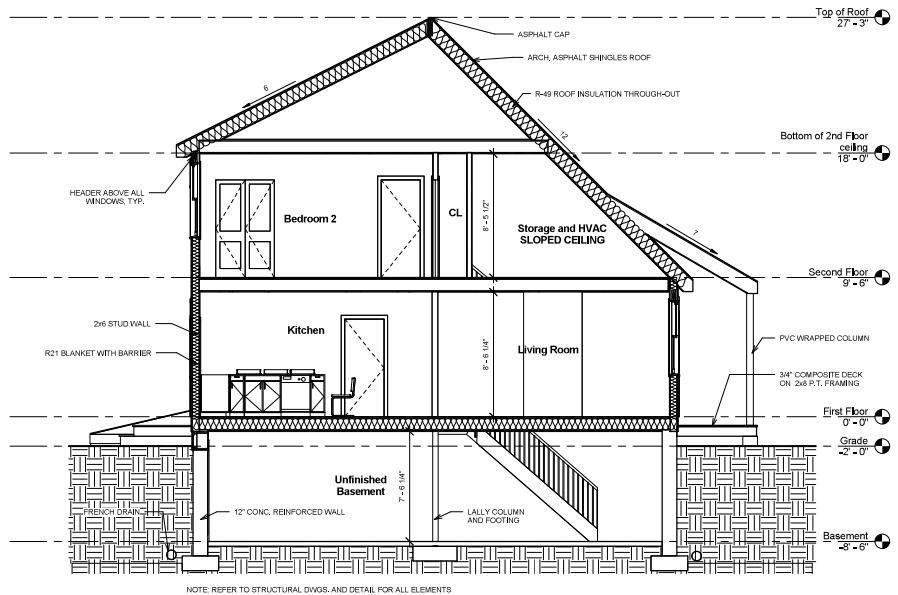 Top of Roof
27' - 3"
ASPHALT CAP
ARCH. ASPHALT SHINGLES ROOF
6
R-49 ROOF INSULATION THROUGH-OUT
12
Bottom of 2nd Floor
ceiling
18' - 0"
HEADER ABOVE ALL
WINDOWS, TYP.
Bedroom 2
CL
8' - 5 1/2"
Storage and HVAC
SLOPED CEILING
7
Second Floor
9' - 6"
2x6 STUD WALL
Kitchen
R21 BLANKET WITH BARRIER
8' - 6 1/4"
Living Room
PVC WRAPPED COLUMN
3/4" COMPOSITE DECK
ON 2x8 P.T. FRAMING
First Floor
0' - 0"
Grade
-2' - 0"
Unfinished
Basement
7' - 6 1/4"
FRENCH DRAIN
12" CONC. REINFORCED WALL
LALLY COLUMN
AND FOOTING
Basement
-8' - 6"
NOTE: REFER TO STRUCTURAL DWGS. AND DETAIL FOR ALL ELEMENTS